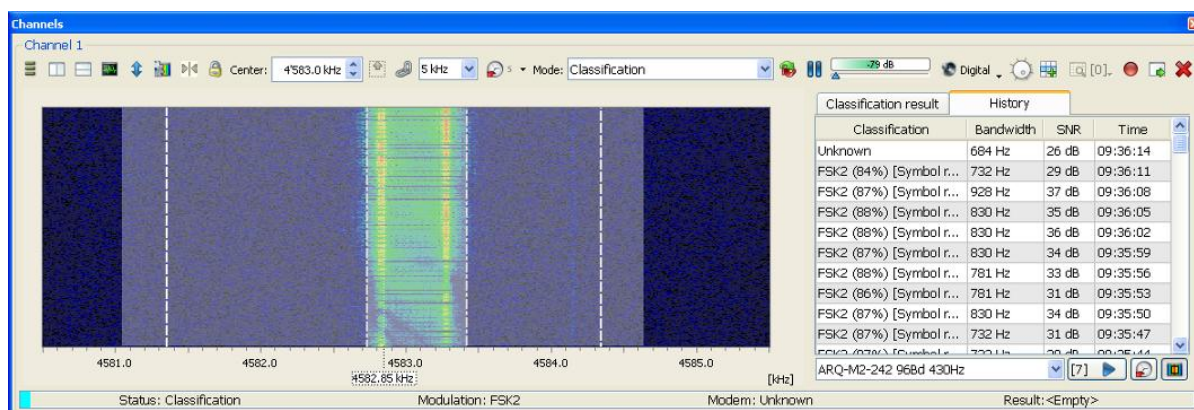 Channels
Channel 1
Center: 4'583.0 kHz 5 kHz 5 Mode: Classification -79 dB Digital [0]
Classification result History
Classification Bandwidth SNR Time
Unknown 684 Hz 26 dB 09:36:14
FSK2 (84%) [Symbol r... 732 Hz 29 dB 09:36:11
FSK2 (87%) [Symbol r... 928 Hz 37 dB 09:36:08
FSK2 (88%) [Symbol r... 830 Hz 35 dB 09:36:05
FSK2 (88%) [Symbol r... 830 Hz 36 dB 09:36:02
FSK2 (87%) [Symbol r... 830 Hz 34 dB 09:35:59
FSK2 (88%) [Symbol r... 781 Hz 33 dB 09:35:56
FSK2 (86%) [Symbol r... 781 Hz 31 dB 09:35:53
FSK2 (87%) [Symbol r... 830 Hz 34 dB 09:35:50
FSK2 (87%) [Symbol r... 732 Hz 31 dB 09:35:47
4581.0 4582.0 4583.0 4584.0 4585.0
4582.85 kHz [kHz]
ARQ-M2-242 96Bd 430Hz [7]
Status: Classification Modulation: FSK2 Modem: Unknown Result:<Empty>